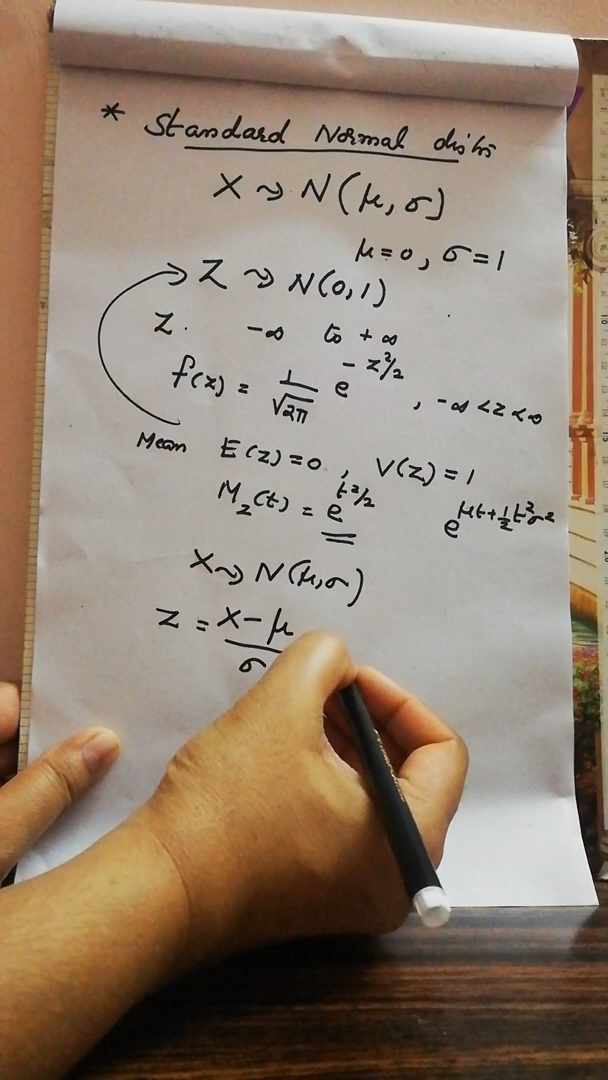 * Standard Normal distn
X ~> N(μ, σ)
μ=0, σ=1
Z ~> N(0,1)
Z. -∞ to +∞
f(z) = 1/√2π e^-z²/2, -∞<z<∞
Mean E(z)=0, V(z)=1
M_z(t) = e^t²/2 e^μt+½t²σ²
X ~> N(μ,σ)
z = X-μ/σ